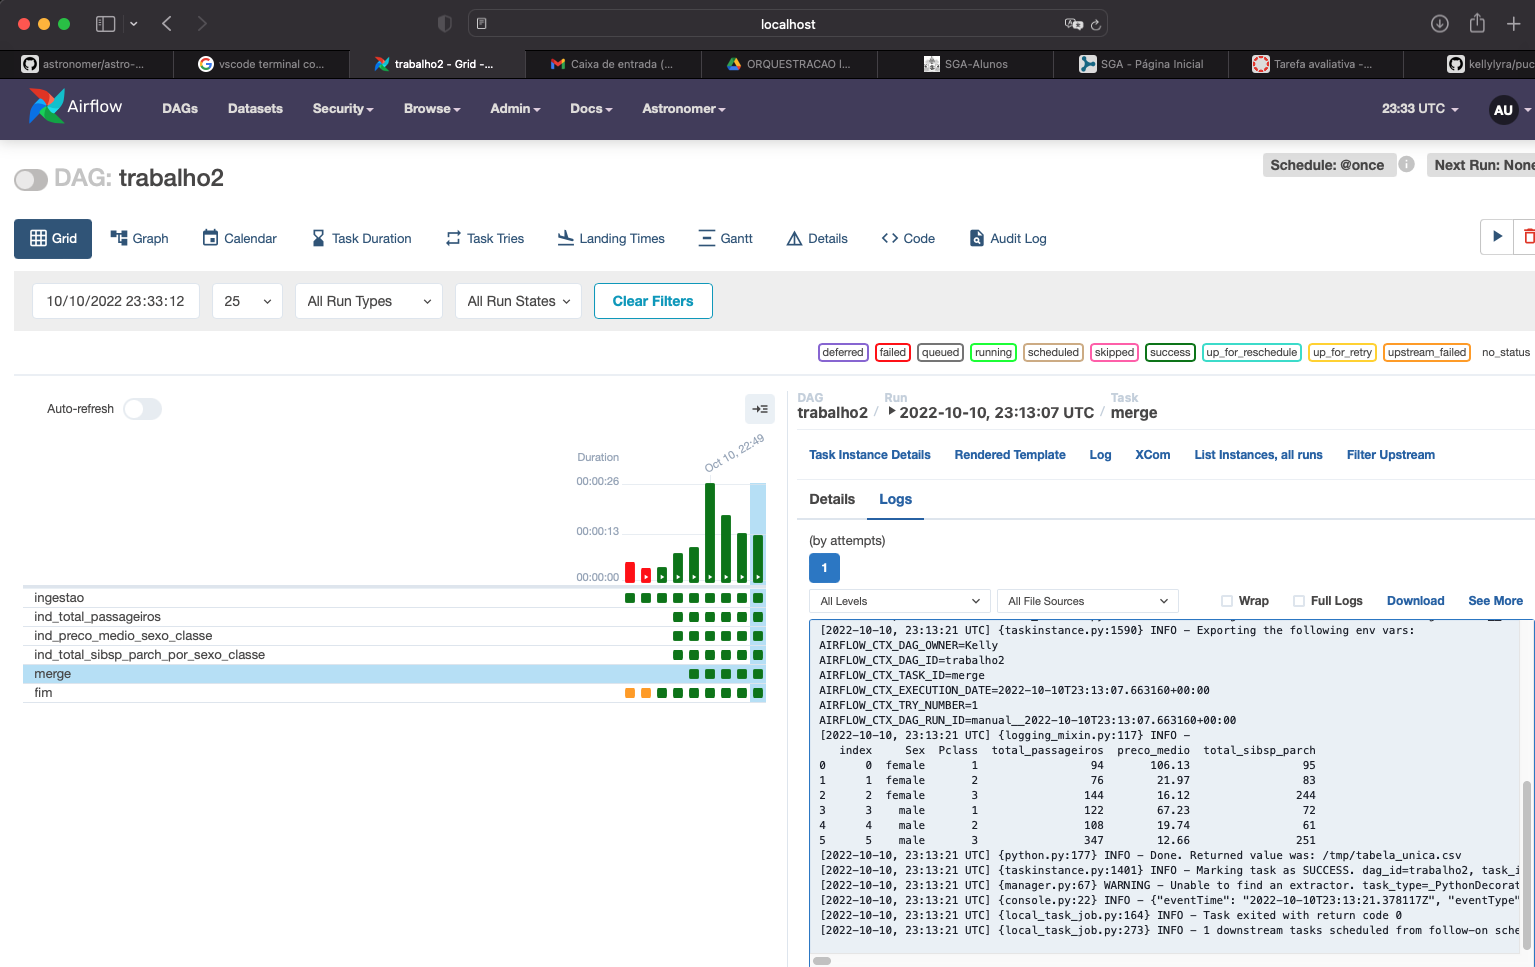 localhost
astronomer/astro-...
vscode terminal co...
trabalho2 - Grid -...
Caixa de entrada (...
ORQUESTRACAO I...
SGA-Alunos
SGA - Página Inicial
Tarefa avaliativa -...
kellylyra/puc
Airflow DAGs Datasets Security Browse Admin Docs Astronomer 23:33 UTC AU
DAG: trabalho2
Schedule: @once
Next Run: None
Grid Graph Calendar Task Duration Task Tries Landing Times Gantt Details Code Audit Log
10/10/2022 23:33:12 25 All Run Types All Run States Clear Filters
deferred failed queued running scheduled skipped success up_for_reschedule up_for_retry upstream_failed no_status
Auto-refresh
Oct 10, 22:49
Duration
00:00:26
00:00:13
00:00:00
ingestao
ind_total_passageiros
ind_preco_medio_sexo_classe
ind_total_sibsp_parch_por_sexo_classe
merge
fim
DAG Run Task
trabalho2 / 2022-10-10, 23:13:07 UTC / merge
Task Instance Details Rendered Template Log XCom List Instances, all runs Filter Upstream
Details Logs
(by attempts)
1
All Levels All File Sources Wrap Full Logs Download See More
[2022-10-10, 23:13:21 UTC] {taskinstance.py:1590} INFO - Exporting the following env vars:
AIRFLOW_CTX_DAG_OWNER=Kelly
AIRFLOW_CTX_DAG_ID=trabalho2
AIRFLOW_CTX_TASK_ID=merge
AIRFLOW_CTX_EXECUTION_DATE=2022-10-10T23:13:07.663160+00:00
AIRFLOW_CTX_TRY_NUMBER=1
AIRFLOW_CTX_DAG_RUN_ID=manual__2022-10-10T23:13:07.663160+00:00
[2022-10-10, 23:13:21 UTC] {logging_mixin.py:117} INFO -
index Sex Pclass total_passageiros preco_medio total_sibsp_parch
0 0 female 1 94 106.13 95
1 1 female 2 76 21.97 83
2 2 female 3 144 16.12 244
3 3 male 1 122 67.23 72
4 4 male 2 108 19.74 61
5 5 male 3 347 12.66 251
[2022-10-10, 23:13:21 UTC] {python.py:177} INFO - Done. Returned value was: /tmp/tabela_unica.csv
[2022-10-10, 23:13:21 UTC] {taskinstance.py:1401} INFO - Marking task as SUCCESS. dag_id=trabalho2, task_i
[2022-10-10, 23:13:21 UTC] {manager.py:67} WARNING - Unable to find an extractor. task_type=_PythonDecorat
[2022-10-10, 23:13:21 UTC] {console.py:22} INFO - {"eventTime": "2022-10-10T23:13:21.378117Z", "eventType"
[2022-10-10, 23:13:21 UTC] {local_task_job.py:164} INFO - Task exited with return code 0
[2022-10-10, 23:13:21 UTC] {local_task_job.py:273} INFO - 1 downstream tasks scheduled from follow-on sche